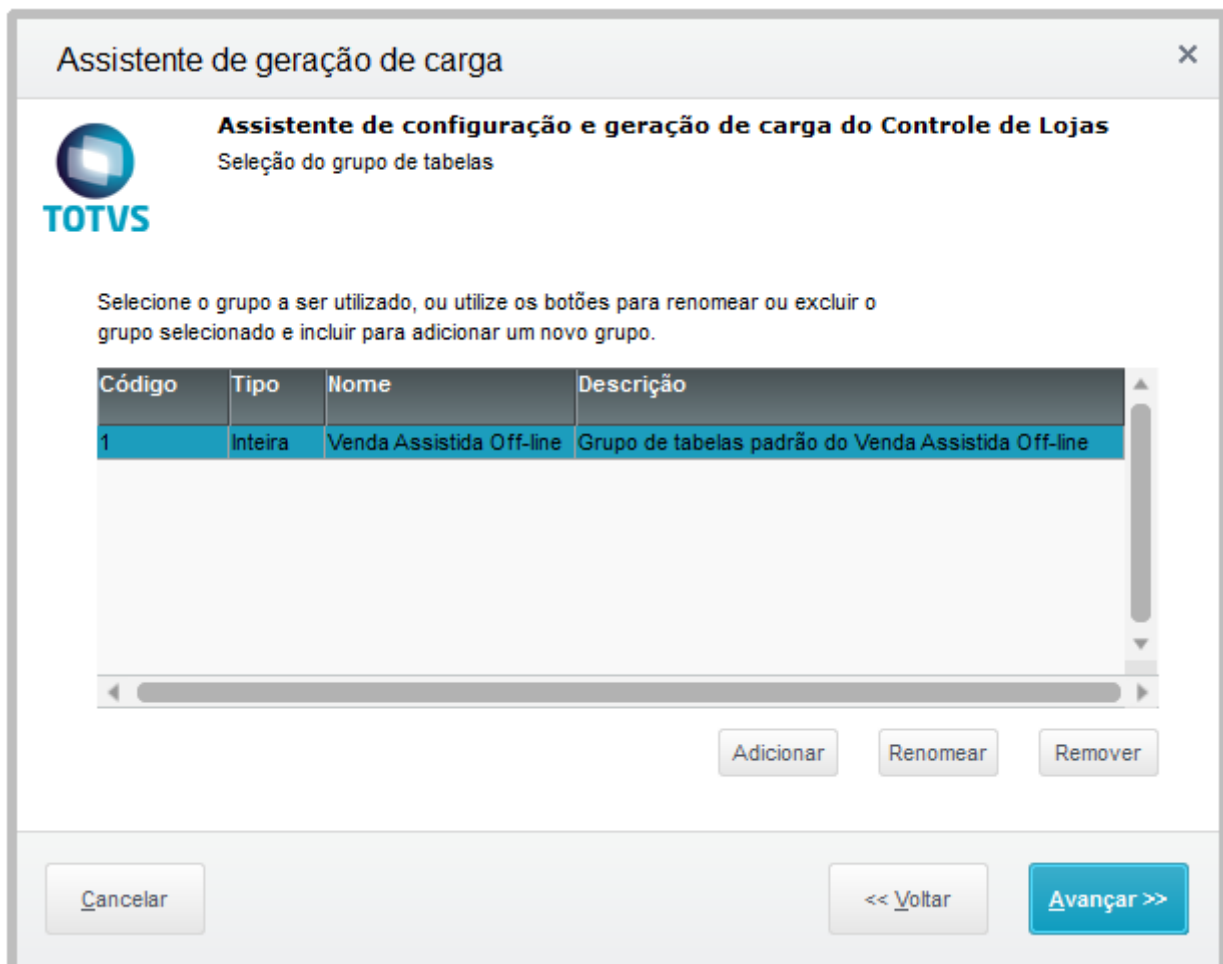 Assistente de geração de carga
×
Assistente de configuração e geração de carga do Controle de Lojas
Seleção do grupo de tabelas
TOTVS
Selecione o grupo a ser utilizado, ou utilize os botões para renomear ou excluir o
grupo selecionado e incluir para adicionar um novo grupo.
Código Tipo Nome Descrição
1 Inteira Venda Assistida Off-line Grupo de tabelas padrão do Venda Assistida Off-line
Adicionar Renomear Remover
Cancelar << Voltar Avançar >>